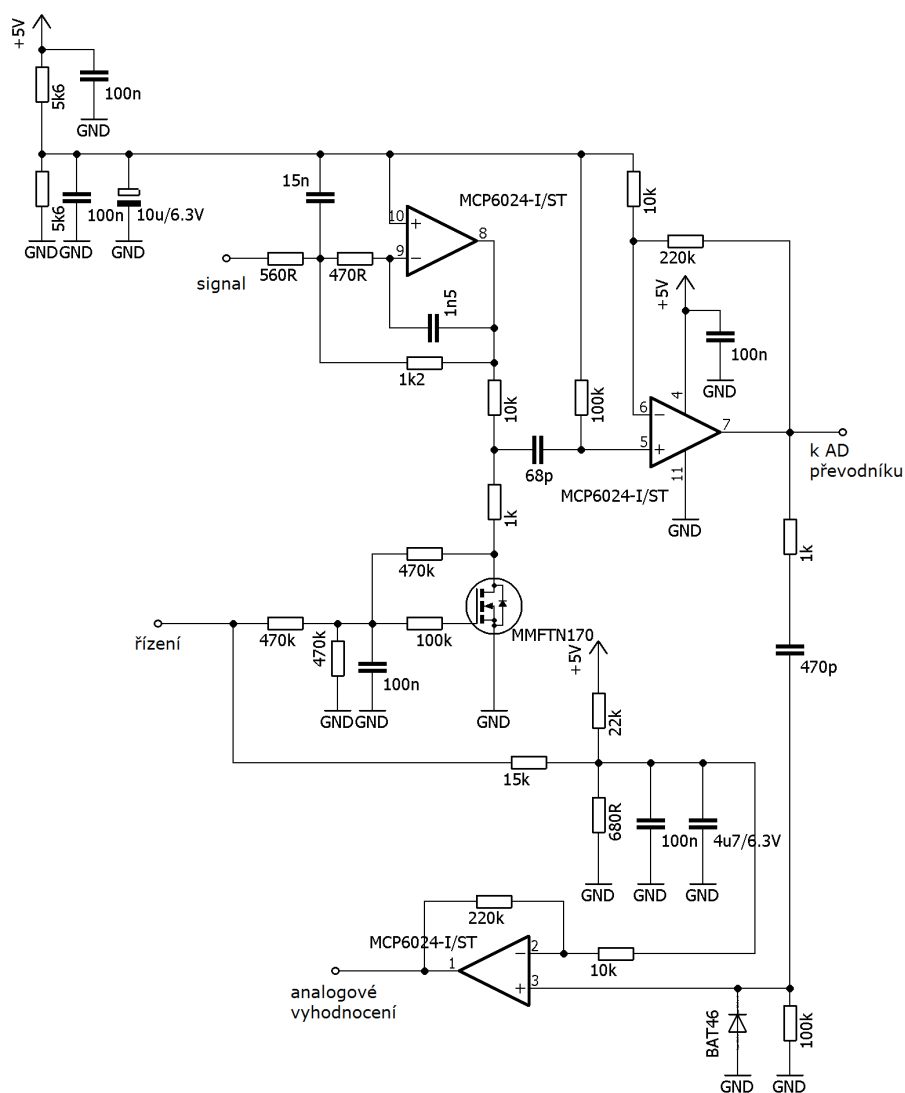 +5V
5k6
100n
GND
5k6
100n
10u/6.3V
GND
GND
GND
15n
MCP6024-I/ST
10
+
9
−
8
560R
470R
signal
1n5
1k2
10k
220k
+5V
100n
GND
10k
100k
4
6
−
5
+
7
11
68p
MCP6024-I/ST
GND
k AD
převodníku
1k
470k
1k
řízení
470k
470k
100k
MMFTN170
100n
GND
GND
GND
+5V
470p
22k
15k
680R
100n
4u7/6.3V
GND
GND
GND
220k
MCP6024-I/ST
1
2
−
3
+
10k
analogové
vyhodnocení
BAT46
100k
GND
GND